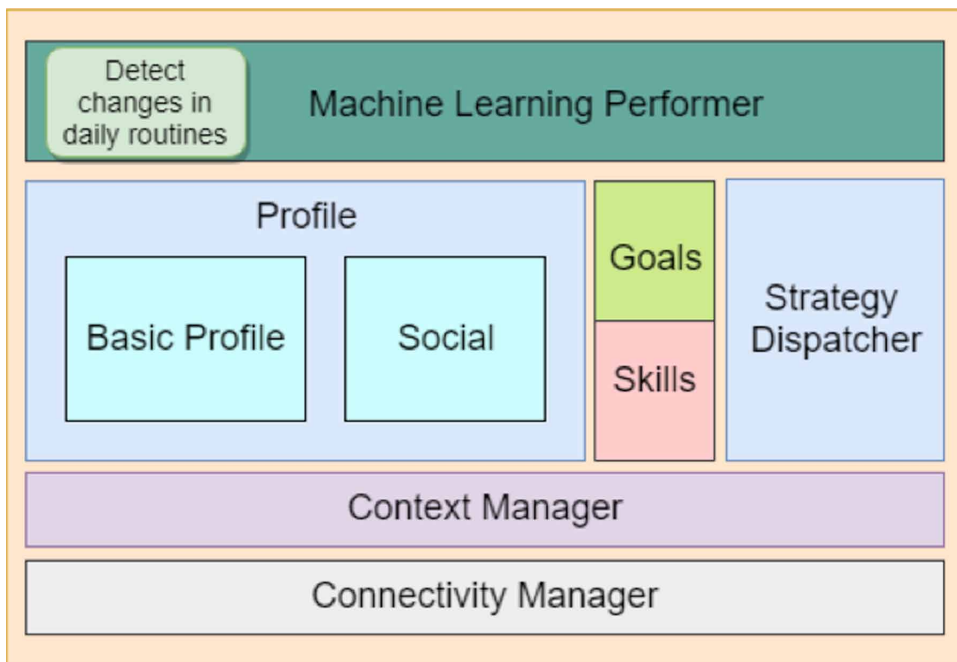 Detect
changes in
daily routines
Machine Learning Performer
Profile
Basic Profile
Social
Goals
Skills
Strategy
Dispatcher
Context Manager
Connectivity Manager